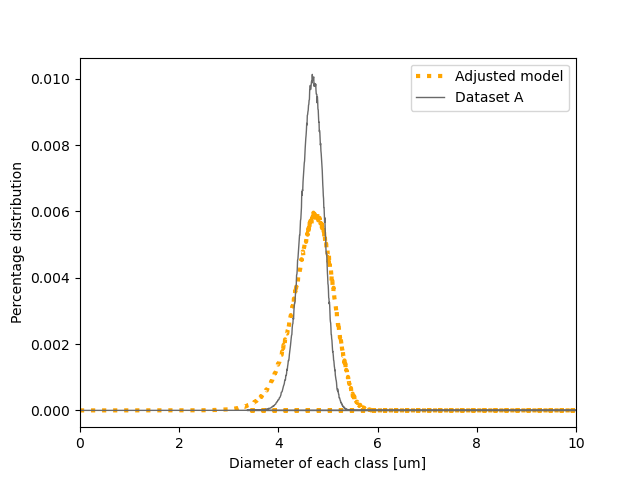 Adjusted model
Dataset A
0.010
0.008
0.006
0.004
0.002
0.000
Percentage distribution
0 2 4 6 8 10
Diameter of each class [um]